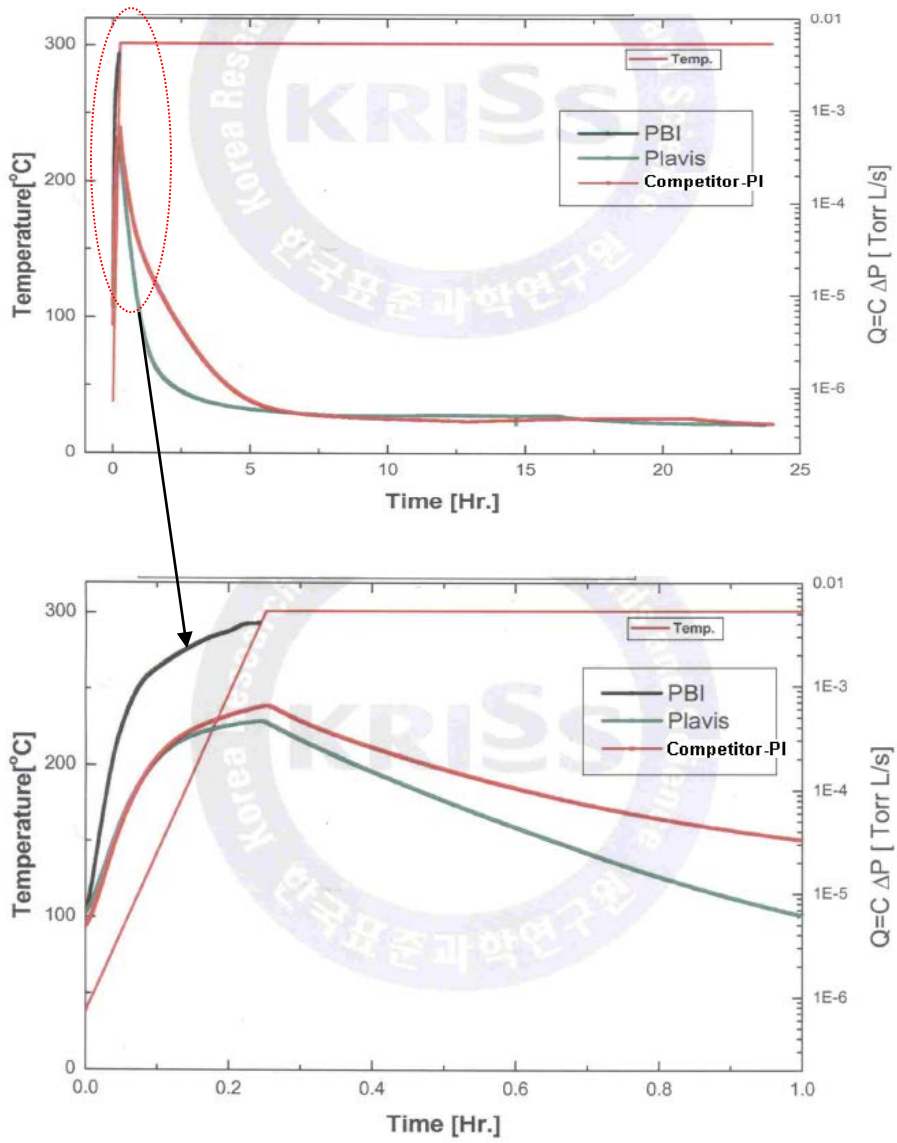 300
200
100
0
Temperature[°C]
0
5
10
15
20
25
Time [Hr.]
0.01
1E-3
1E-4
1E-5
1E-6
Q=C ΔP [ Torr L/s]
Temp.
PBI
Plavis
Competitor-PI
KRISS
Korea Rese
한국표준과학연구원
300
200
100
0
Temperature[°C]
0.0
0.2
0.4
0.6
0.8
1.0
Time [Hr.]
0.01
1E-3
1E-4
1E-5
1E-6
Q=C ΔP [ Torr L/s]
Temp.
PBI
Plavis
Competitor-PI
KRISS
Korea Research
한국표준과학연구원